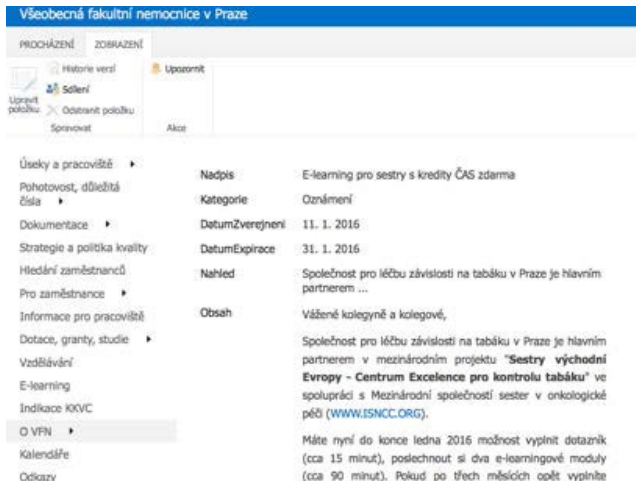 Všeobecná fakultní nemocnice v Praze
PROCHÁZENÍ ZOBRAZENÍ
Historie verzí
Sdílení
Odstranit položku
Upravit položku
Spravovat
Upozornit
Akce
Úseky a pracoviště
Pohotovost, důležitá
čísla
Dokumentace
Strategie a politika kvality
Hledání zaměstnanců
Pro zaměstnance
Informace pro pracoviště
Dotace, granty, studie
Vzdělávání
E-learning
Indikace KKVC
O VFN
Kalendáře
Odkazy
Nadpis E-learning pro sestry s kredity ČAS zdarma
Kategorie Oznámení
DatumZverejneni 11. 1. 2016
DatumExpirace 31. 1. 2016
Nahled Společnost pro léčbu závislosti na tabáku v Praze je hlavním
partnerem ...
Obsah Vážené kolegyně a kolegové,
Společnost pro léčbu závislosti na tabáku v Praze je hlavním
partnerem v mezinárodním projektu "Sestry východní
Evropy - Centrum Excelence pro kontrolu tabáku" ve
spolupráci s Mezinárodní společností sester v onkologické
péči (WWW.ISNCC.ORG).
Máte nyní do konce ledna 2016 možnost vyplnit dotazník
(cca 15 minut), poslechnout si dva e-learningové moduly
(cca 90 minut). Pokud po třech měsících opět vyplníte